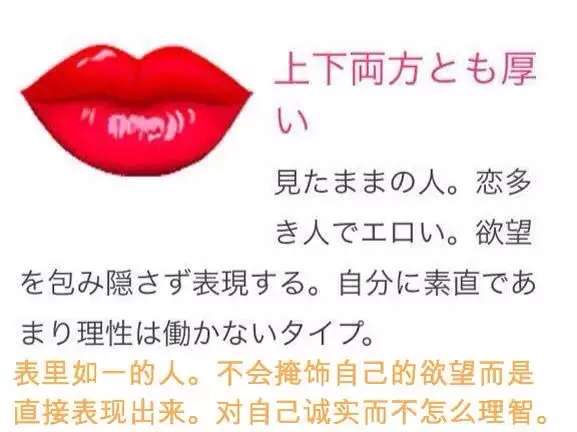 上下両方とも厚
い
見たままの人。恋多
き人でエロい。欲望
を包み隠さず表現する。自分に素直であ
まり理性は働かないタイプ。
表里如一的人。不会掩饰自己的欲望而是
直接表现出来。对自己诚实而不怎么理智。